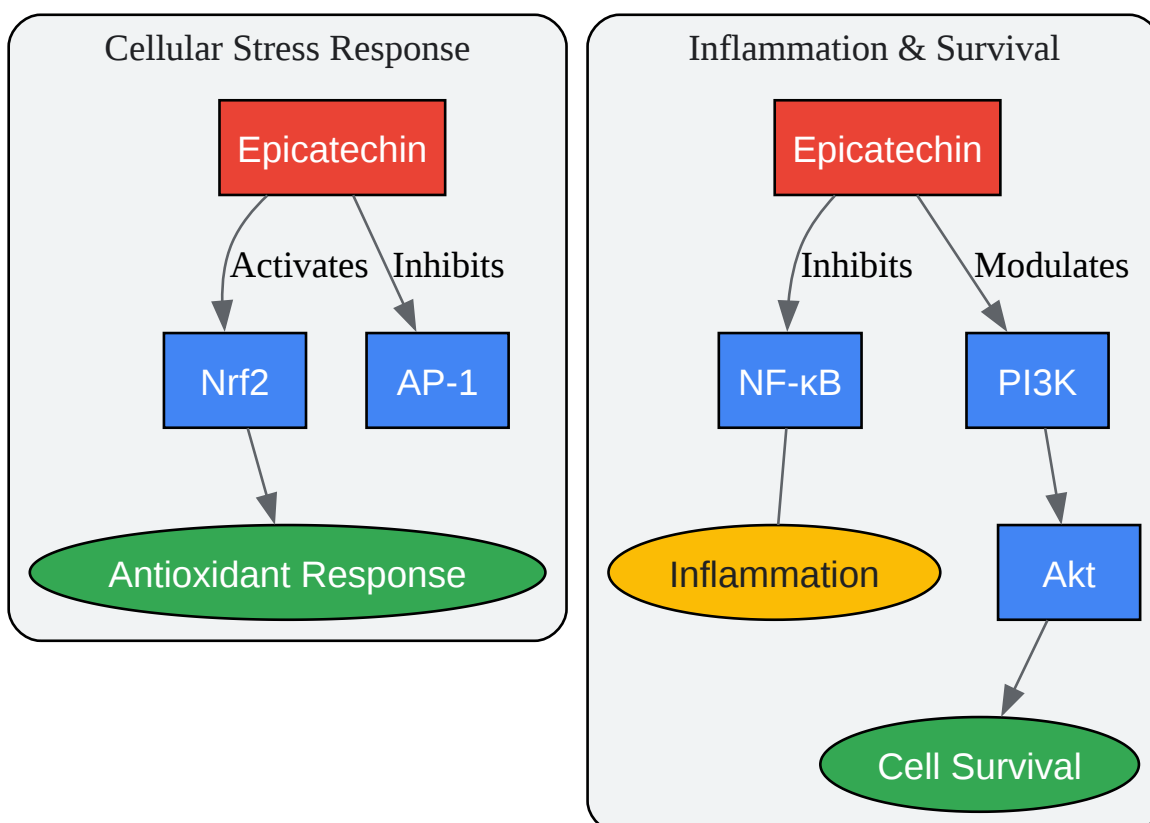 Cellular Stress Response
Epicatechin
Activates
Inhibits
Nrf2
AP-1
Antioxidant Response
Inflammation & Survival
Epicatechin
Inhibits
Modulates
NF-κB
PI3K
Inflammation
Akt
Cell Survival